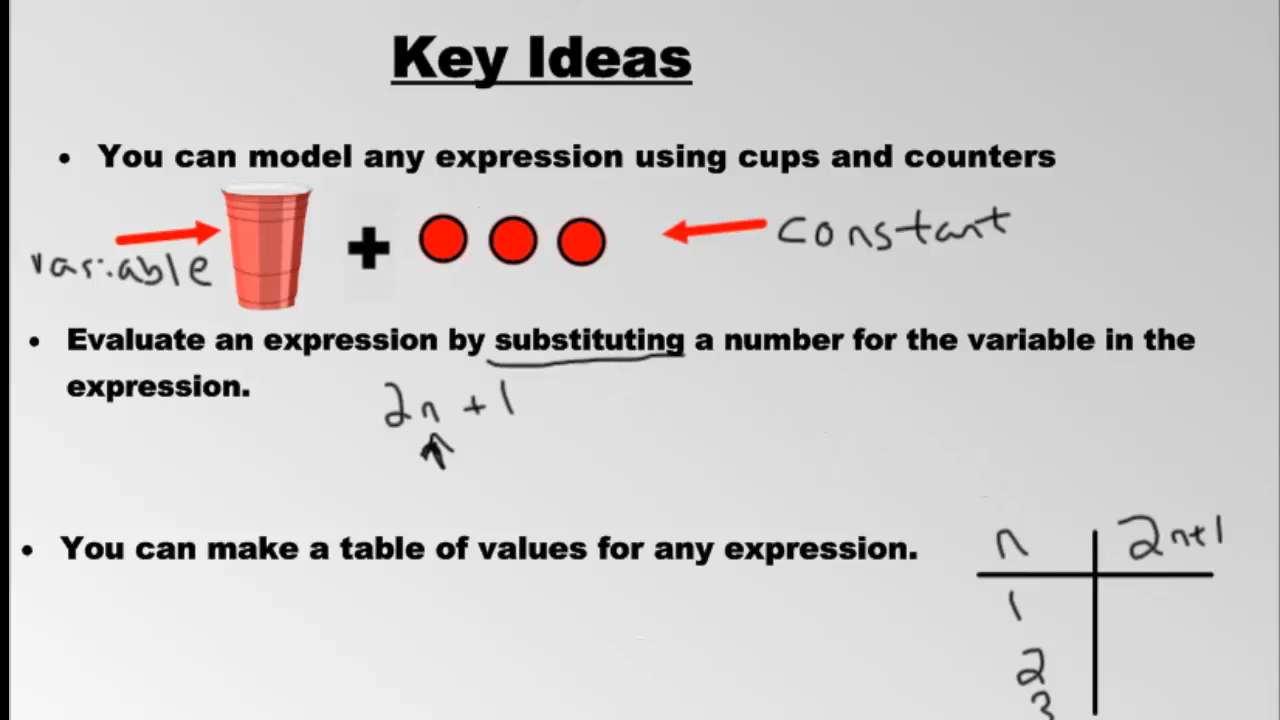 Key Ideas
• You can model any expression using cups and counters
variable + constant
• Evaluate an expression by substituting a number for the variable in the
expression.
2n + 1
• You can make a table of values for any expression.
n 2n+1
1
2
3